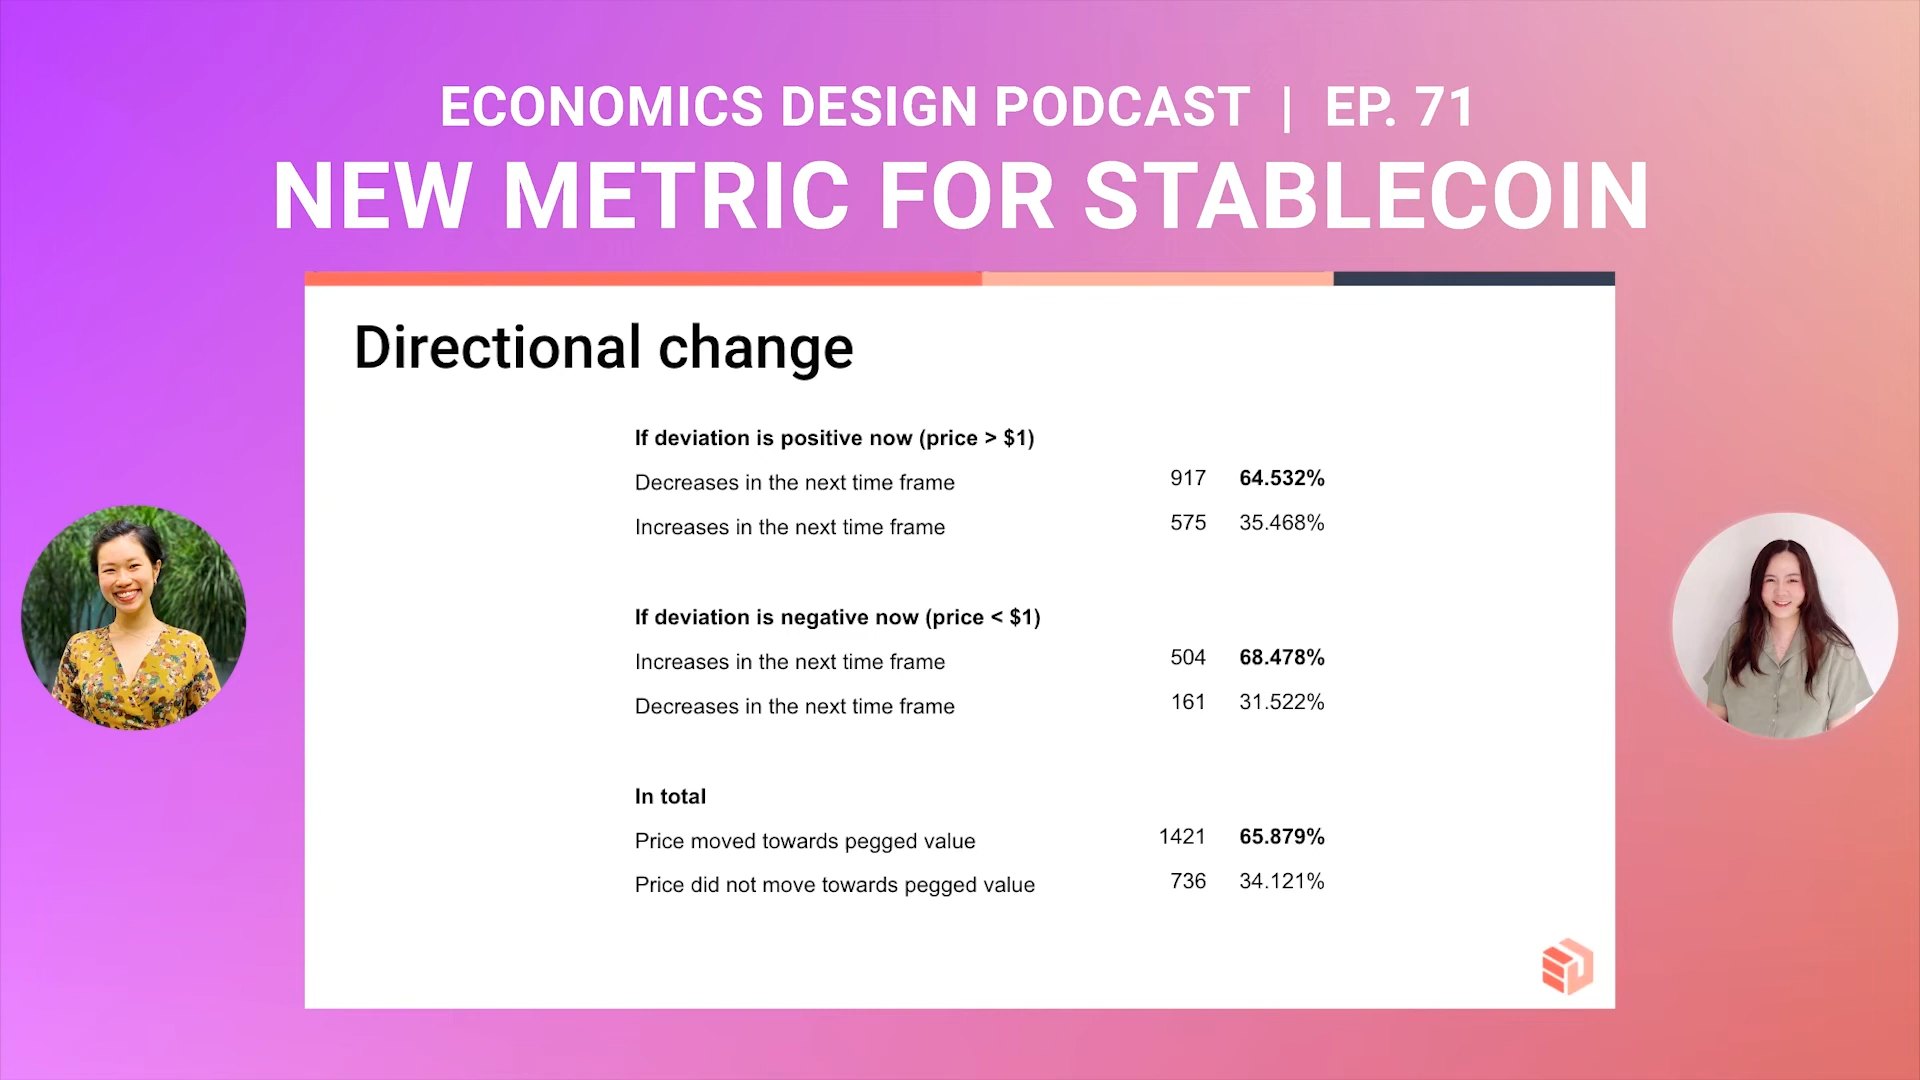 ECONOMICS DESIGN PODCAST | EP. 71
NEW METRIC FOR STABLECOIN
Directional change
If deviation is positive now (price > $1)
Decreases in the next time frame 917 64.532%
Increases in the next time frame 575 35.468%
If deviation is negative now (price < $1)
Increases in the next time frame 504 68.478%
Decreases in the next time frame 161 31.522%
In total
Price moved towards pegged value 1421 65.879%
Price did not move towards pegged value 736 34.121%